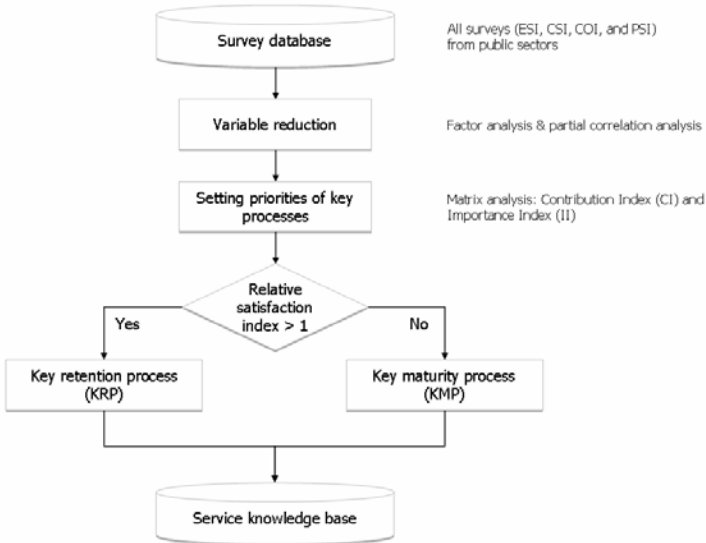 Survey database
All surveys (ESI, CSI, COI, and PSI)
from public sectors
Variable reduction
Factor analysis & partial correlation analysis
Setting priorities of key
processes
Matrix analysis: Contribution Index (CI) and
Importance Index (II)
Relative
satisfaction
index > 1
Yes
No
Key retention process
(KRP)
Key maturity process
(KMP)
Service knowledge base